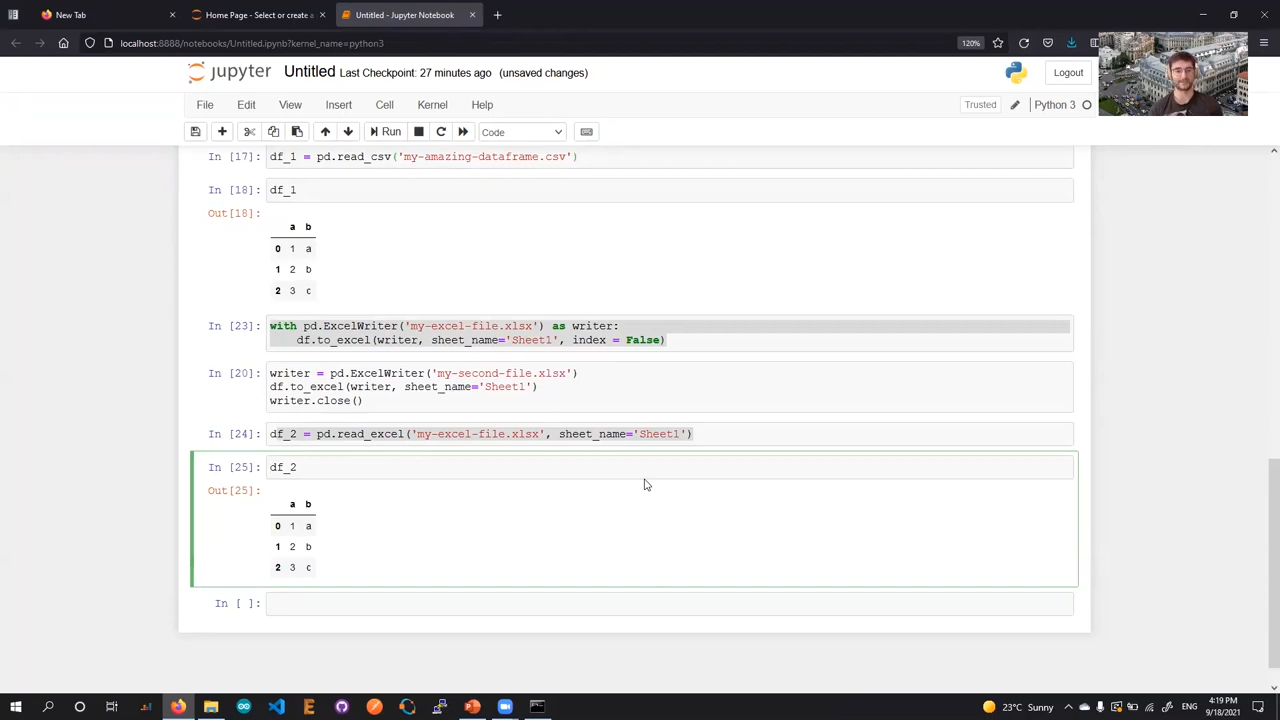 New Tab
Home Page - Select or create a
Untitled - Jupyter Notebook
localhost:8888/notebooks/Untitled.ipynb?kernel_name=python3
120%
jupyter Untitled Last Checkpoint: 27 minutes ago (unsaved changes)
Logout
File Edit View Insert Cell Kernel Help
Trusted
Python 3
Run
Code
In [17]: df_1 = pd.read_csv('my-amazing-dataframe.csv')
In [18]: df_1
Out[18]:
a b
0 1 a
1 2 b
2 3 c
In [23]: with pd.ExcelWriter('my-excel-file.xlsx') as writer:
df.to_excel(writer, sheet_name='Sheet1', index = False)
In [20]: writer = pd.ExcelWriter('my-second-file.xlsx')
df.to_excel(writer, sheet_name='Sheet1')
writer.close()
In [24]: df_2 = pd.read_excel('my-excel-file.xlsx', sheet_name='Sheet1')
In [25]: df_2
Out[25]:
a b
0 1 a
1 2 b
2 3 c
In [ ]:
23°C Sunny
4:19 PM
9/18/2021